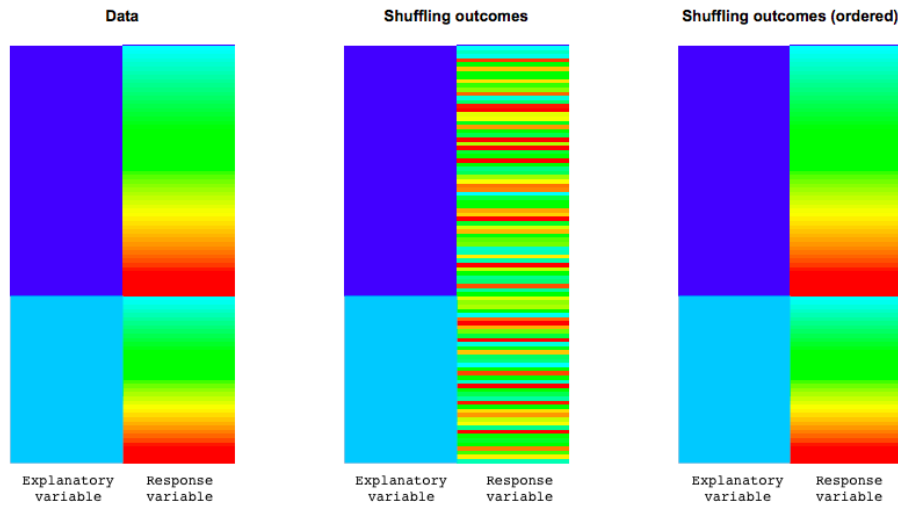 Data
Shuffling outcomes
Shuffling outcomes (ordered)
Explanatory
variable
Response
variable
Explanatory
variable
Response
variable
Explanatory
variable
Response
variable